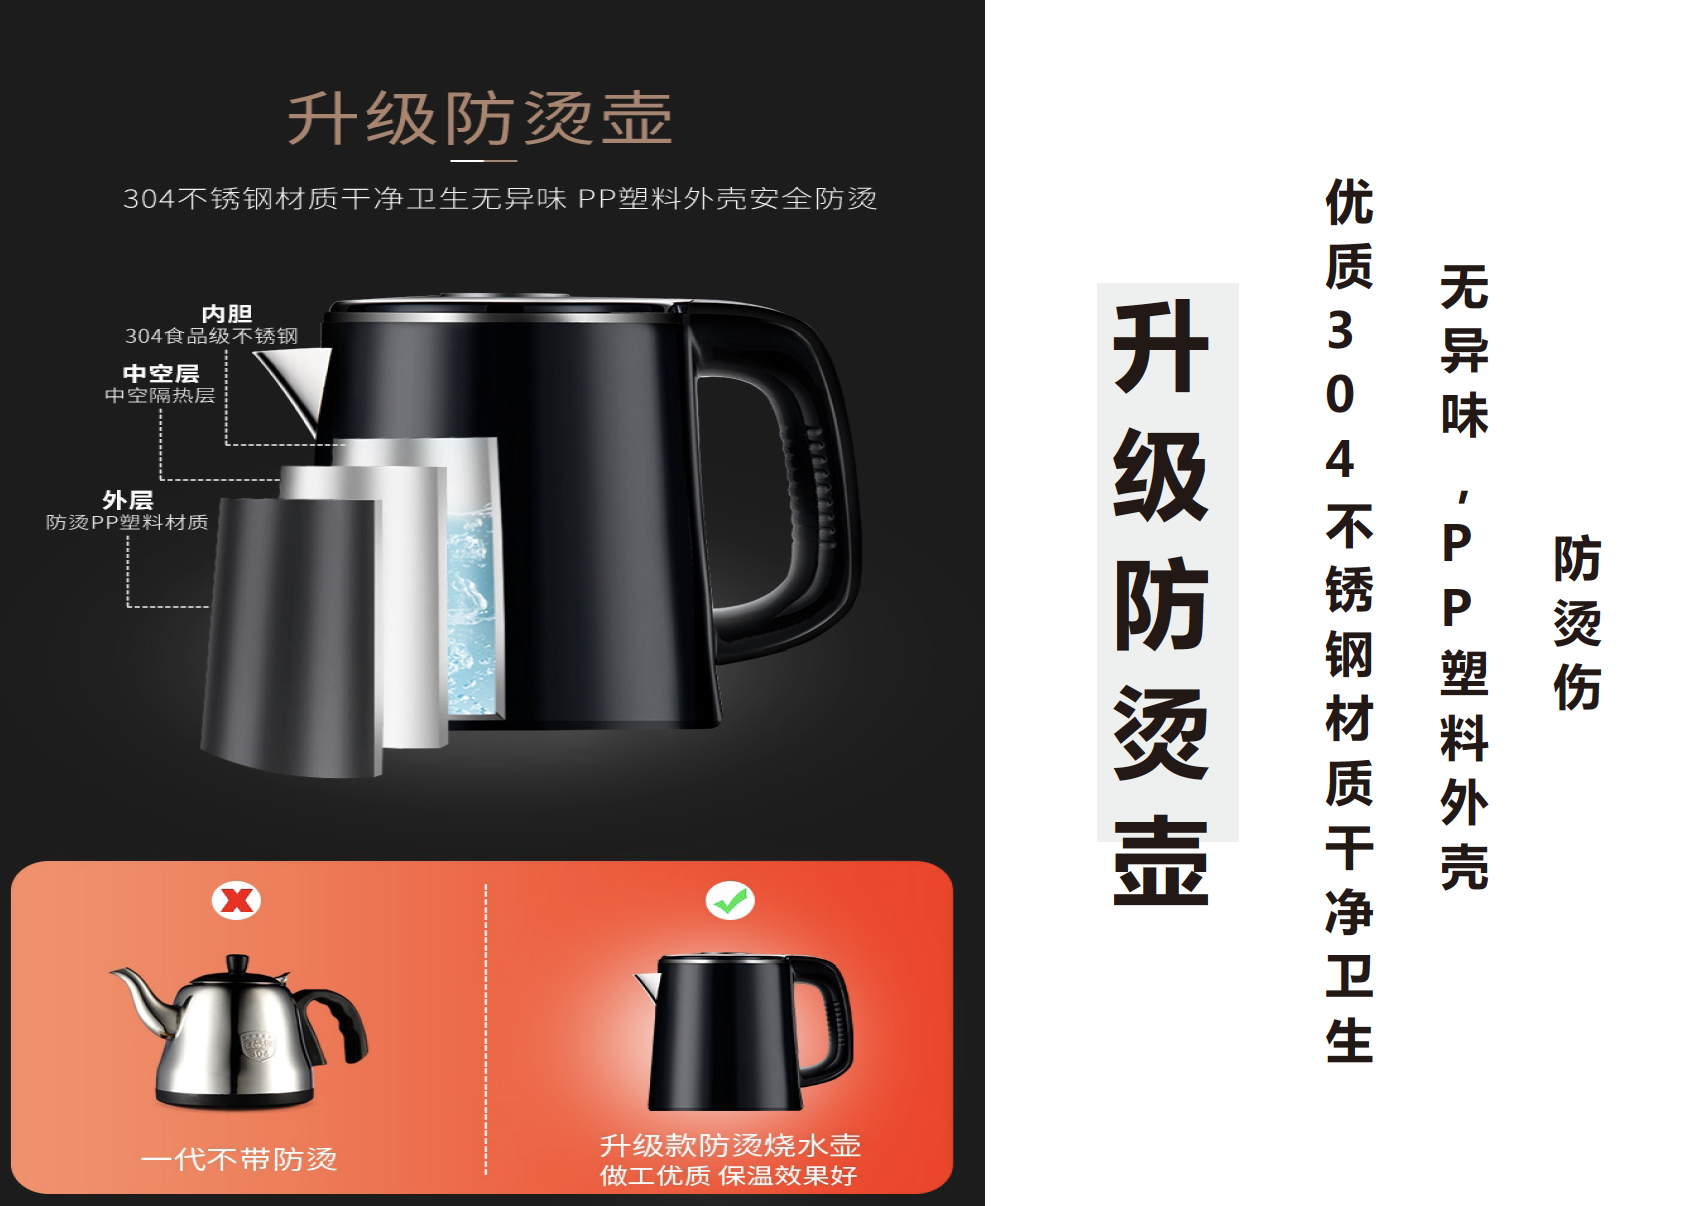 升级防烫壶
304不锈钢材质干净卫生无异味 PP塑料外壳安全防烫
内胆
304食品级不锈钢
中空层
中空隔热层
外层
防烫PP塑料材质
一代不带防烫
升级款防烫烧水壶
做工优质 保温效果好
升级防烫壶
优质304不锈钢材质干净卫生
无异味,PP塑料外壳
防烫伤